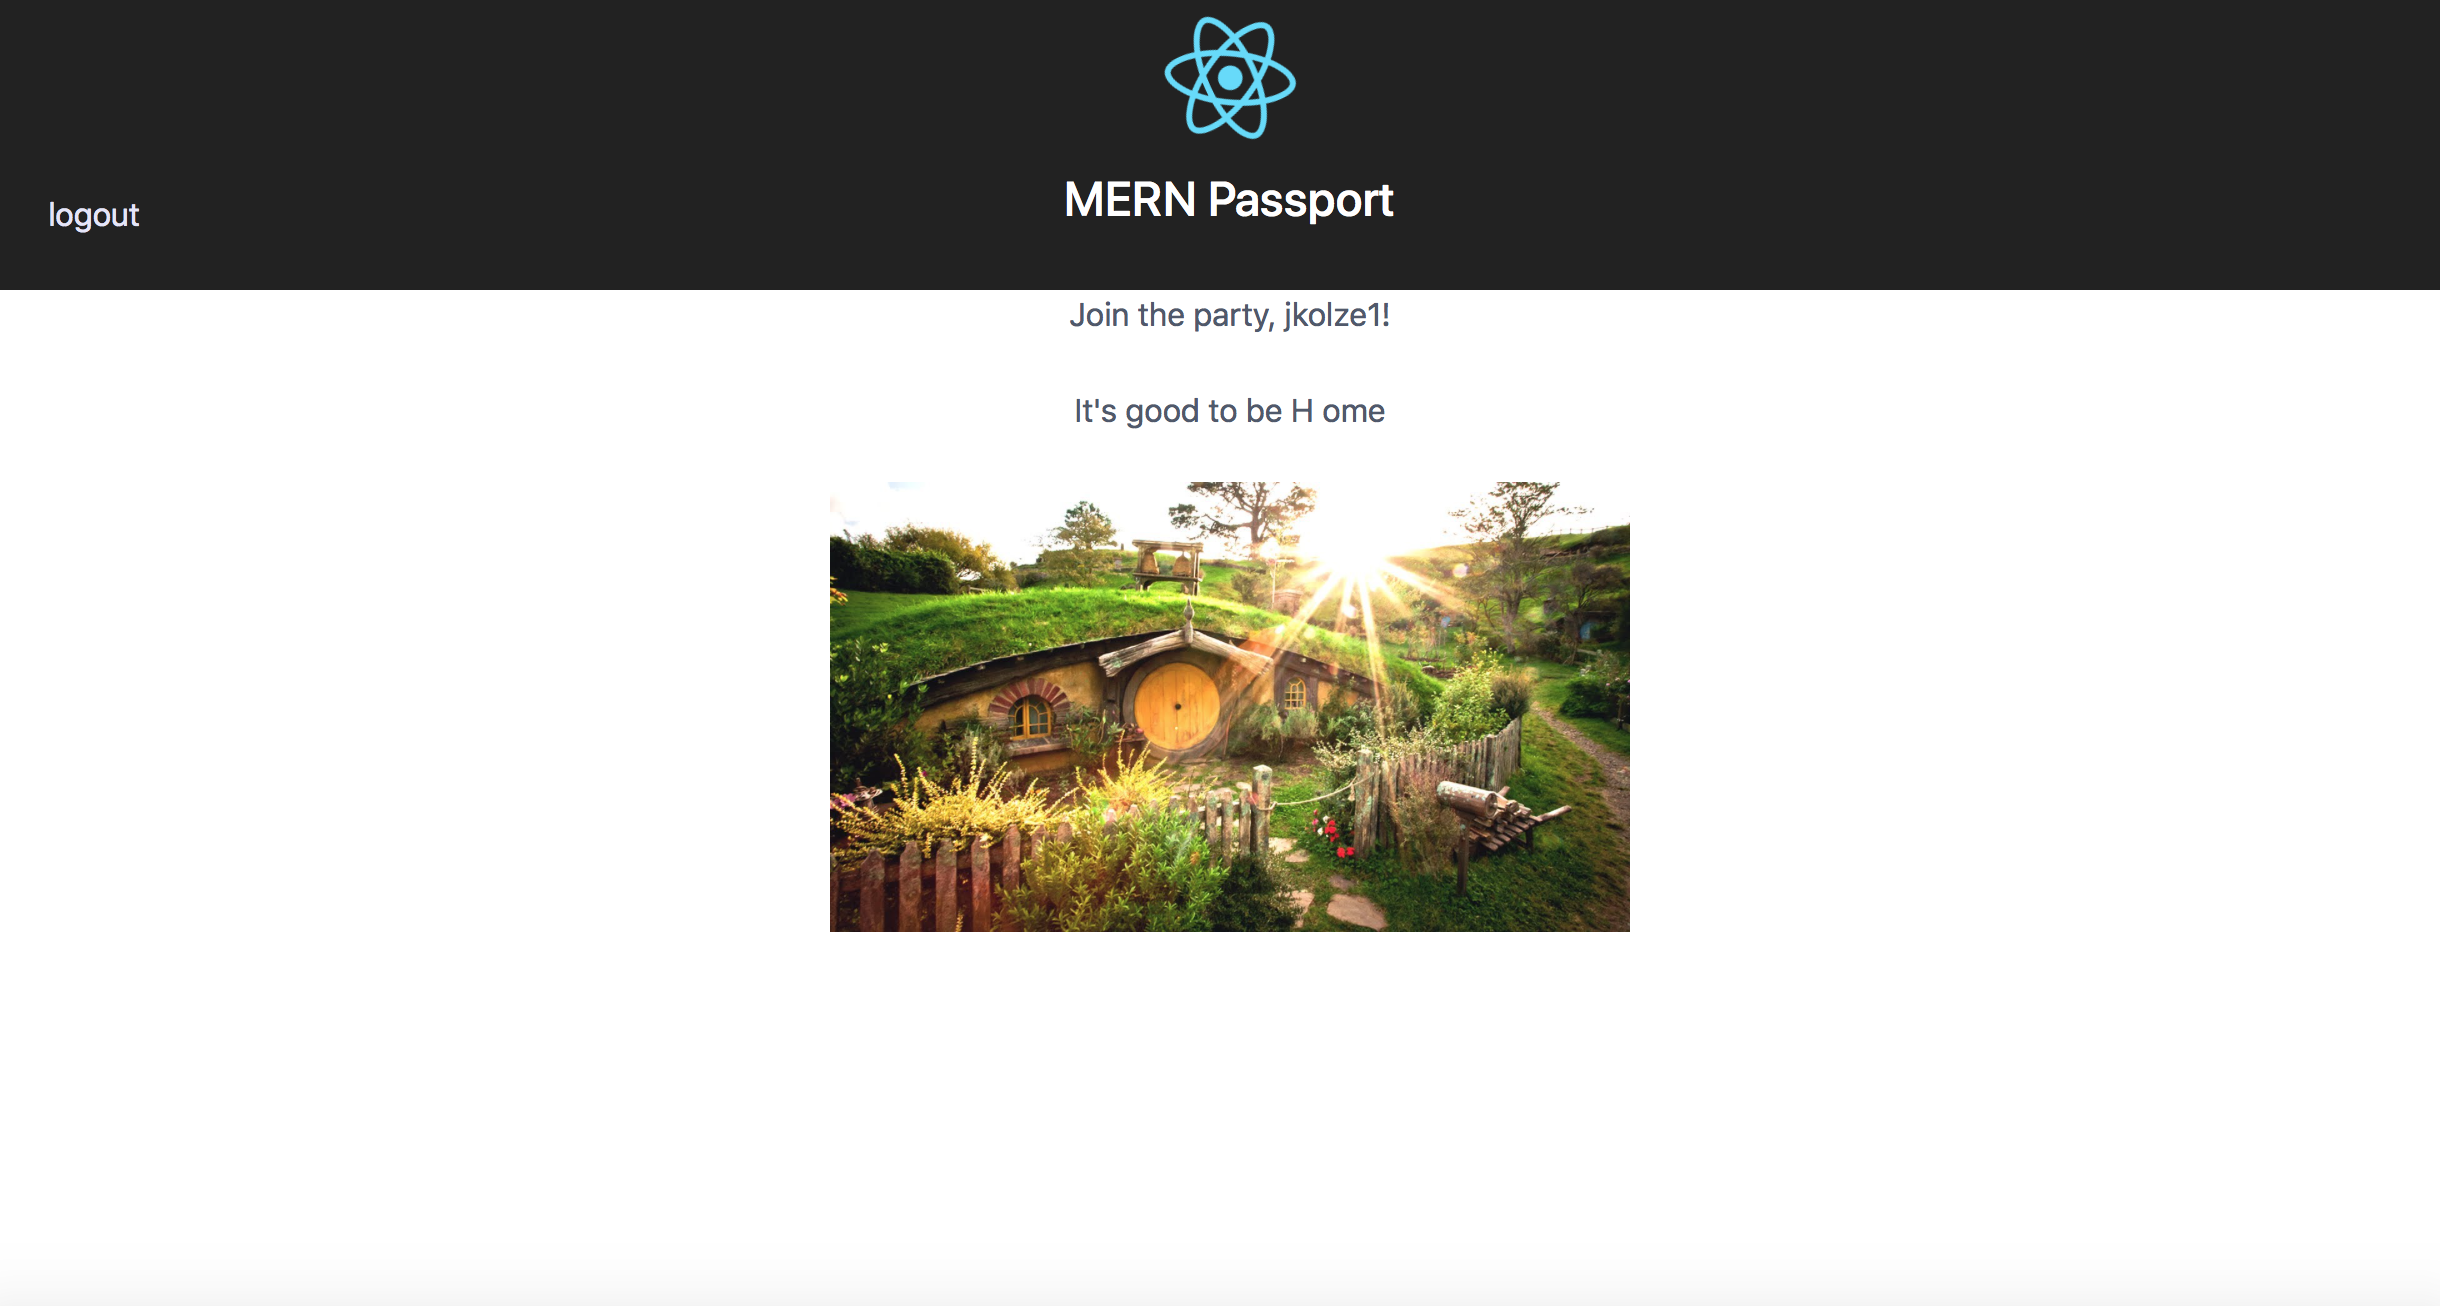 MERN Passport
logout
Join the party, jkolze1!
It's good to be H ome